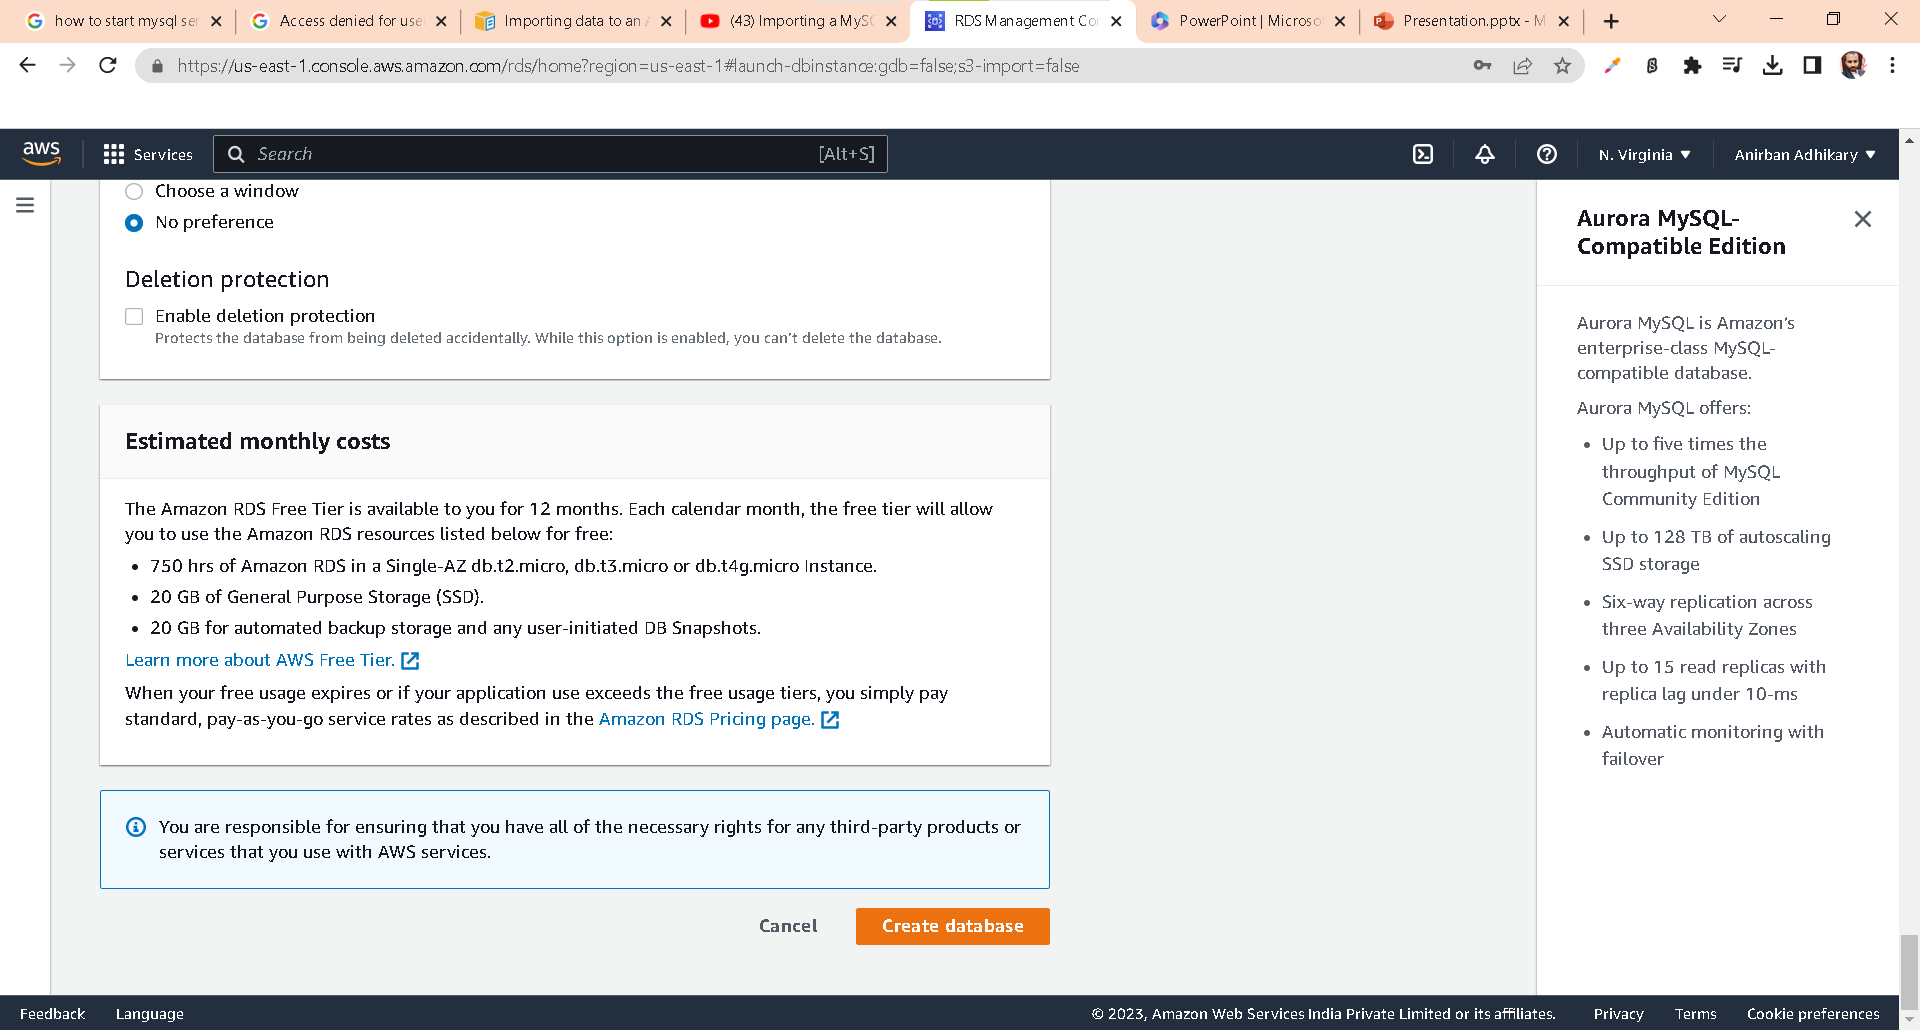 how to start mysql ser
Access denied for use
Importing data to an
(43) Importing a MySC
RDS Management Co
PowerPoint | Microso
Presentation.pptx - M
https://us-east-1.console.aws.amazon.com/rds/home?region=us-east-1#launch-dbinstance:gdb=false;s3-import=false
aws
Services
Search
[Alt+S]
N. Virginia ▼
Anirban Adhikary ▼
Choose a window
No preference
Deletion protection
Enable deletion protection
Protects the database from being deleted accidentally. While this option is enabled, you can't delete the database.
Estimated monthly costs
The Amazon RDS Free Tier is available to you for 12 months. Each calendar month, the free tier will allow
you to use the Amazon RDS resources listed below for free:
• 750 hrs of Amazon RDS in a Single-AZ db.t2.micro, db.t3.micro or db.t4g.micro Instance.
• 20 GB of General Purpose Storage (SSD).
• 20 GB for automated backup storage and any user-initiated DB Snapshots.
Learn more about AWS Free Tier.
When your free usage expires or if your application use exceeds the free usage tiers, you simply pay
standard, pay-as-you-go service rates as described in the Amazon RDS Pricing page.
You are responsible for ensuring that you have all of the necessary rights for any third-party products or
services that you use with AWS services.
Cancel
Create database
Aurora MySQL-
Compatible Edition
Aurora MySQL is Amazon's
enterprise-class MySQL-
compatible database.
Aurora MySQL offers:
• Up to five times the
throughput of MySQL
Community Edition
• Up to 128 TB of autoscaling
SSD storage
• Six-way replication across
three Availability Zones
• Up to 15 read replicas with
replica lag under 10-ms
• Automatic monitoring with
failover
Feedback
Language
© 2023, Amazon Web Services India Private Limited or its affiliates.
Privacy
Terms
Cookie preferences